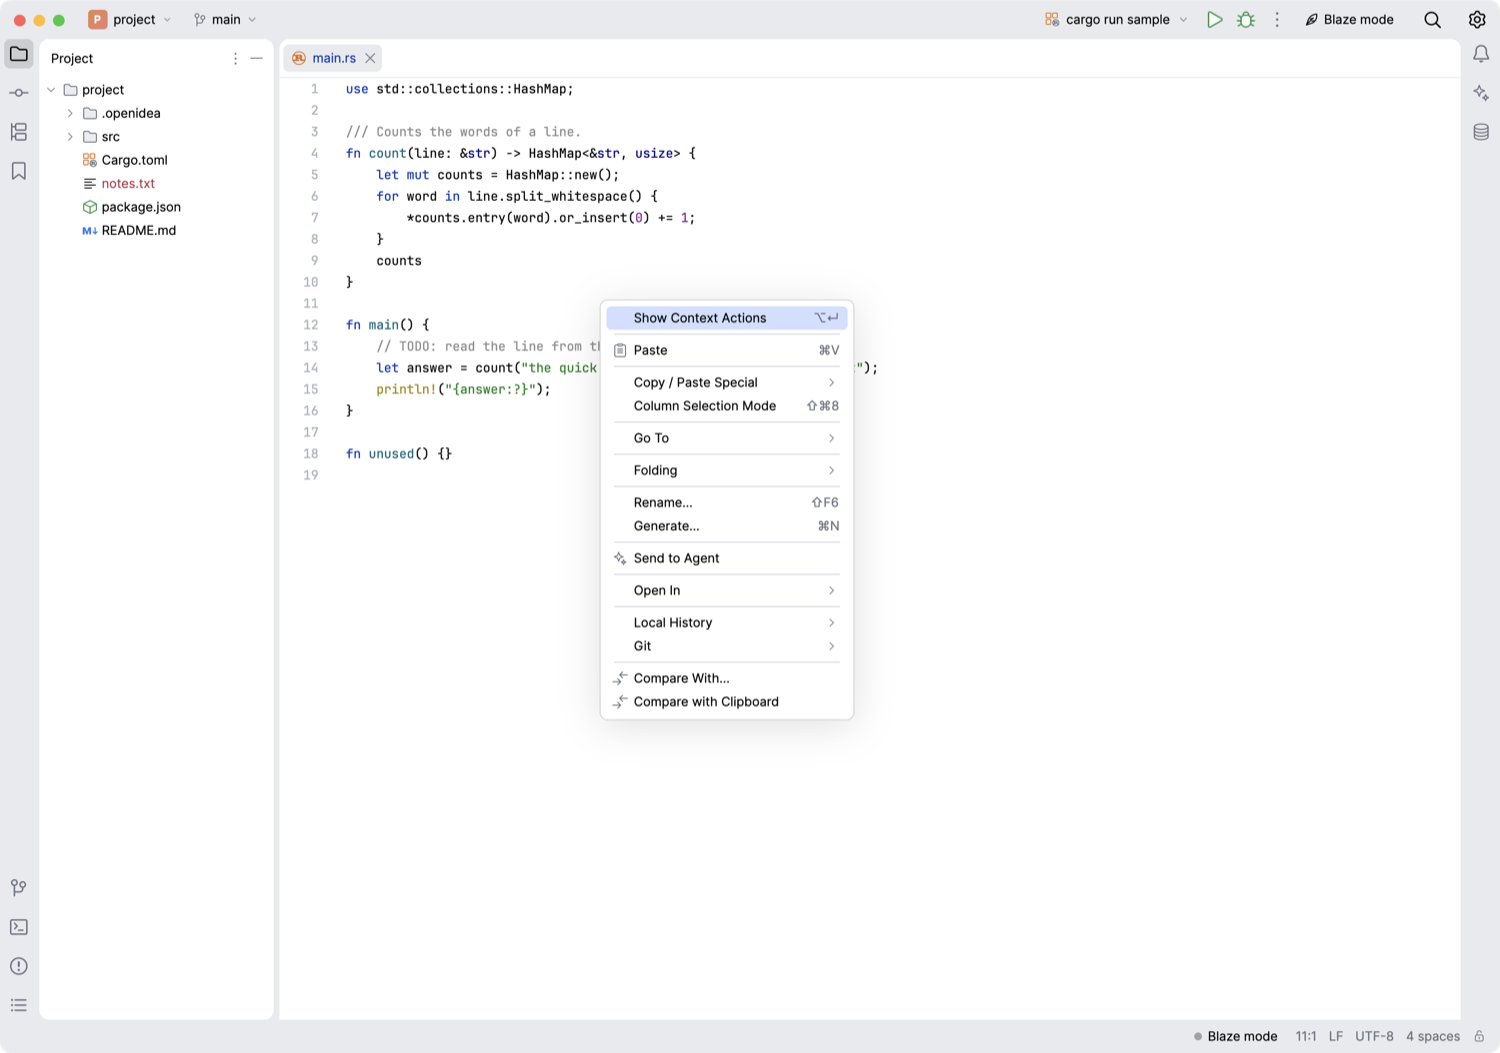 P project main cargo run sample Blaze mode
Project
main.rs
project
.openidea
src
Cargo.toml
notes.txt
package.json
M↓ README.md
1 use std::collections::HashMap;
2
3 /// Counts the words of a line.
4 fn count(line: &str) -> HashMap<&str, usize> {
5 let mut counts = HashMap::new();
6 for word in line.split_whitespace() {
7 *counts.entry(word).or_insert(0) += 1;
8 }
9 counts
10 }
11
12 fn main() {
13 // TODO: read the line from
14 let answer = count("the quick ");
15 println!("{answer:?}");
16 }
17
18 fn unused() {}
19
Show Context Actions ⌥↵
Paste ⌘V
Copy / Paste Special
Column Selection Mode ⇧⌘8
Go To
Folding
Rename... ⇧F6
Generate... ⌘N
Send to Agent
Open In
Local History
Git
Compare With...
Compare with Clipboard
Blaze mode 11:1 LF UTF-8 4 spaces